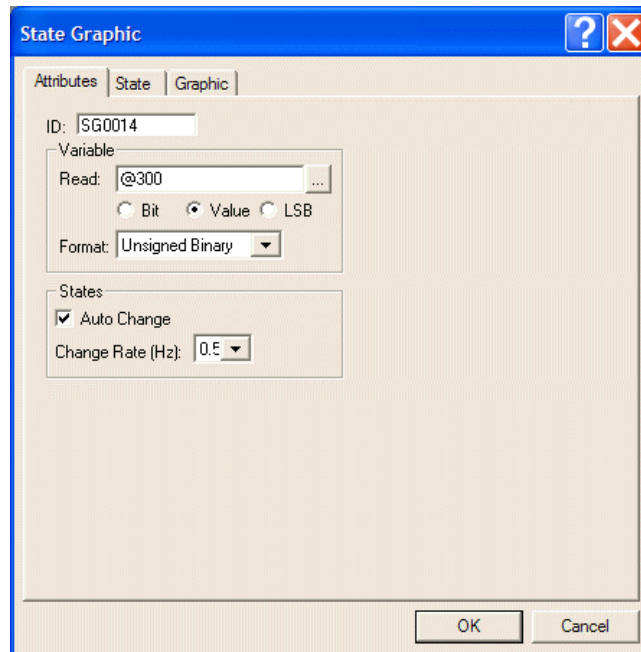 State Graphic
Attributes State Graphic
ID: SG0014
Variable
Read: @300 ...
Bit Value LSB
Format: Unsigned Binary
States
Auto Change
Change Rate (Hz): 0.5
OK Cancel